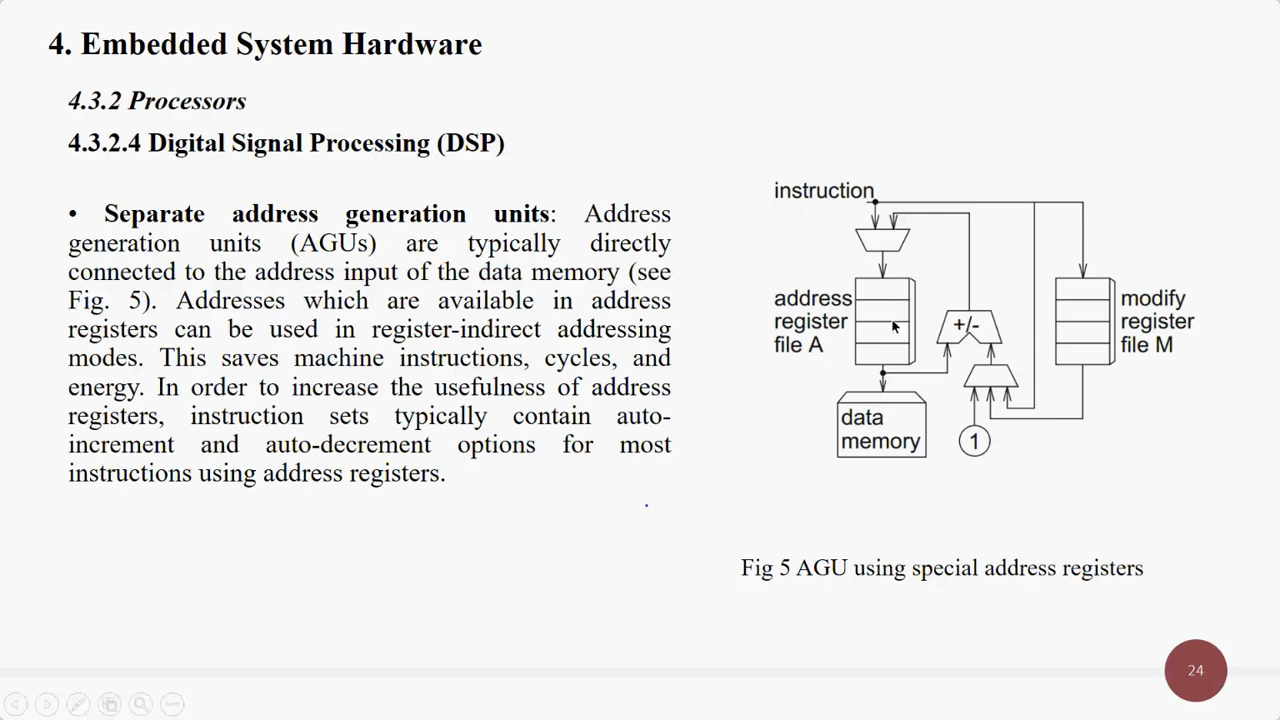 4. Embedded System Hardware
4.3.2 Processors
4.3.2.4 Digital Signal Processing (DSP)
• Separate address generation units: Address
generation units (AGUs) are typically directly
connected to the address input of the data memory (see
Fig. 5). Addresses which are available in address
registers can be used in register-indirect addressing
modes. This saves machine instructions, cycles, and
energy. In order to increase the usefulness of address
registers, instruction sets typically contain auto-
increment and auto-decrement options for most
instructions using address registers.
instruction
address
register
file A
+/-
modify
register
file M
data
memory
1
Fig 5 AGU using special address registers
24